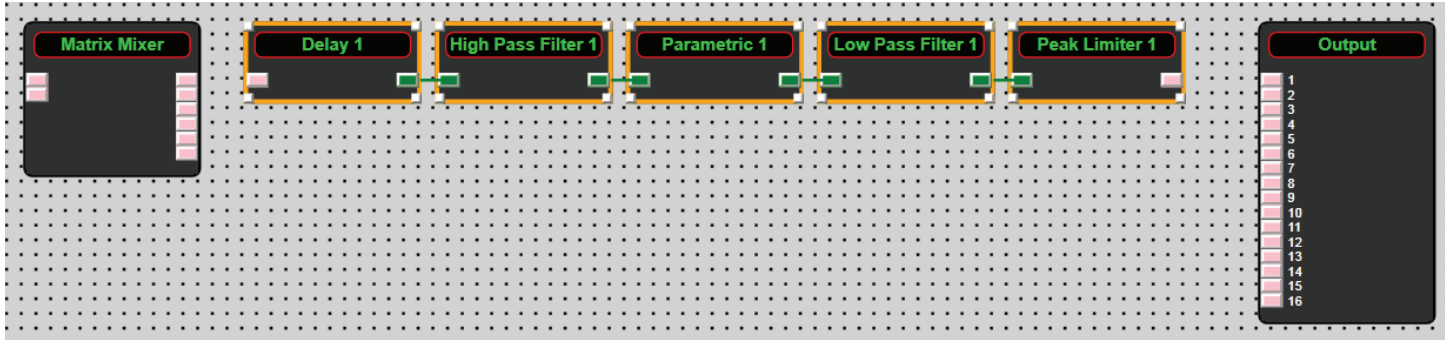 Matrix Mixer
Delay 1
High Pass Filter 1
Parametric 1
Low Pass Filter 1
Peak Limiter 1
Output
1
2
3
4
5
6
7
8
9
10
11
12
13
14
15
16